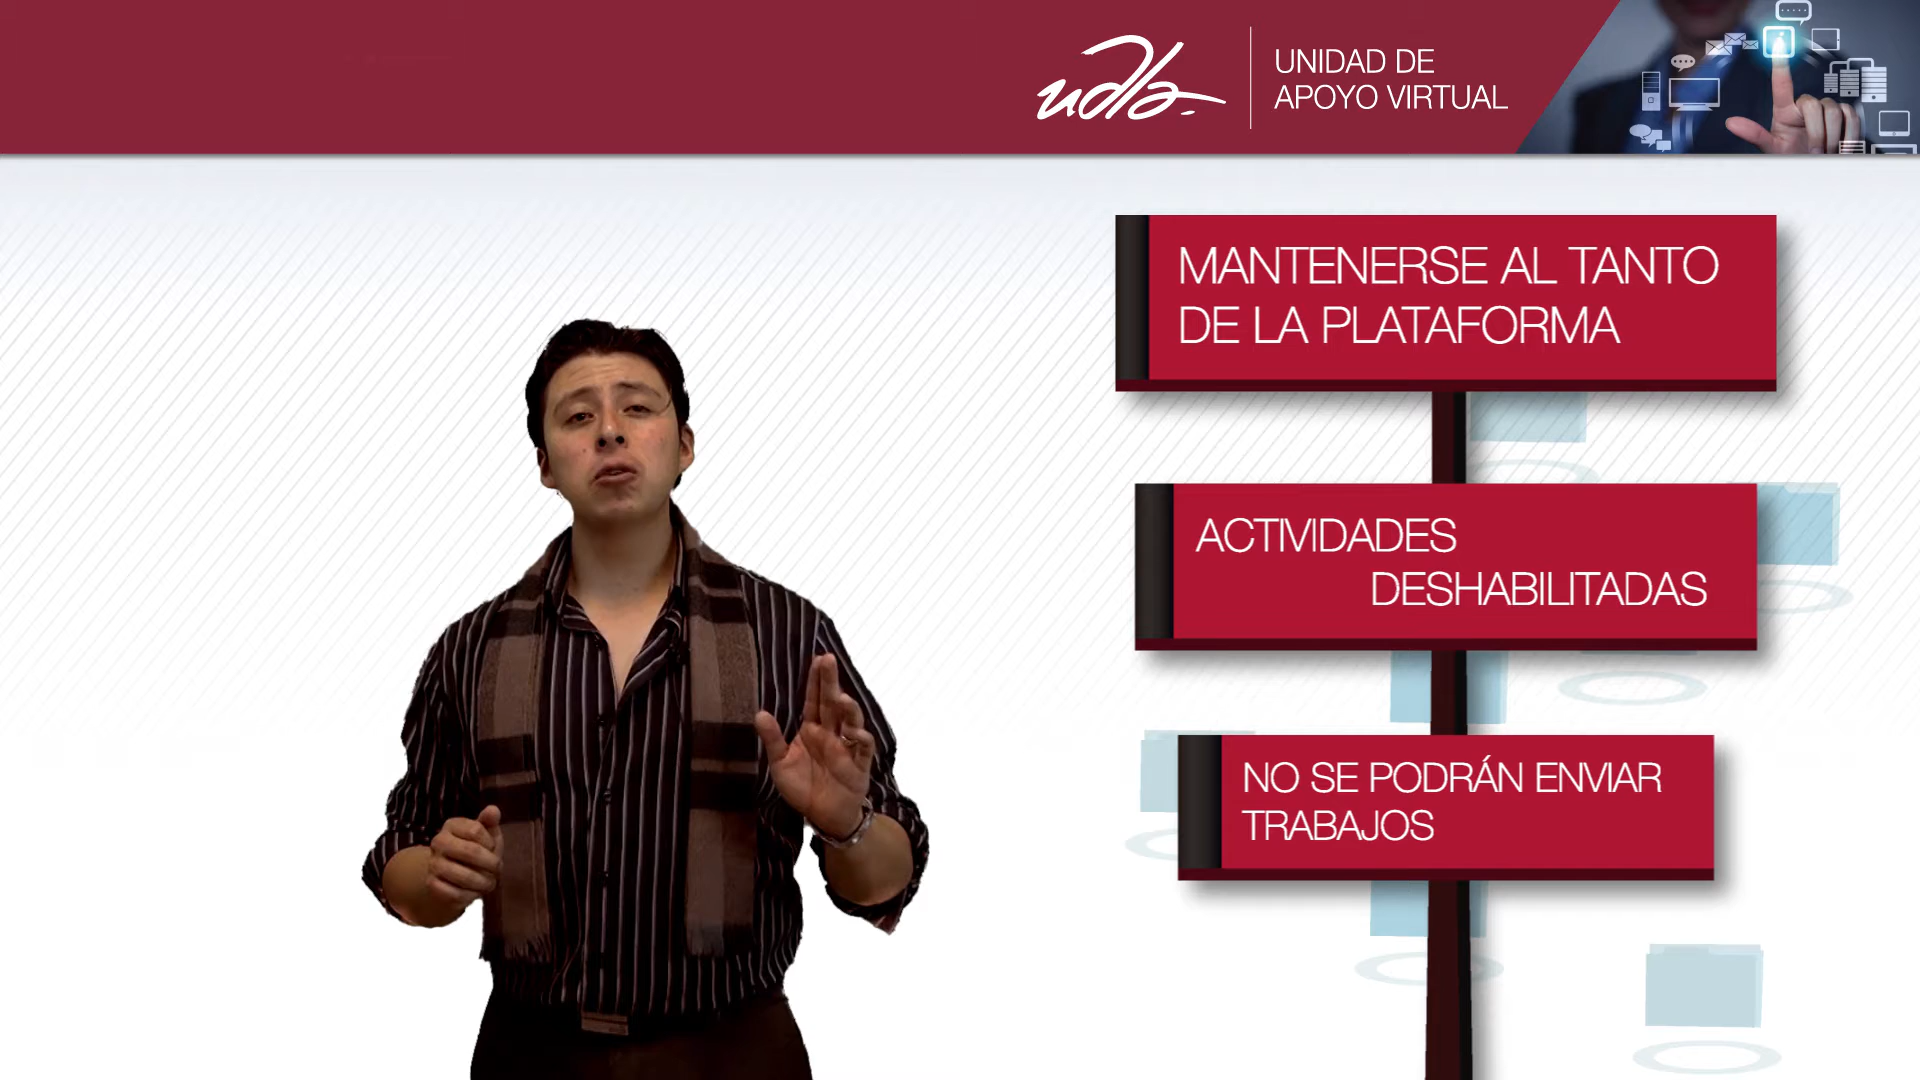 udla
UNIDAD DE
APOYO VIRTUAL
MANTENERSE AL TANTO
DE LA PLATAFORMA
ACTIVIDADES
DESHABILITADAS
NO SE PODRÁN ENVIAR
TRABAJOS